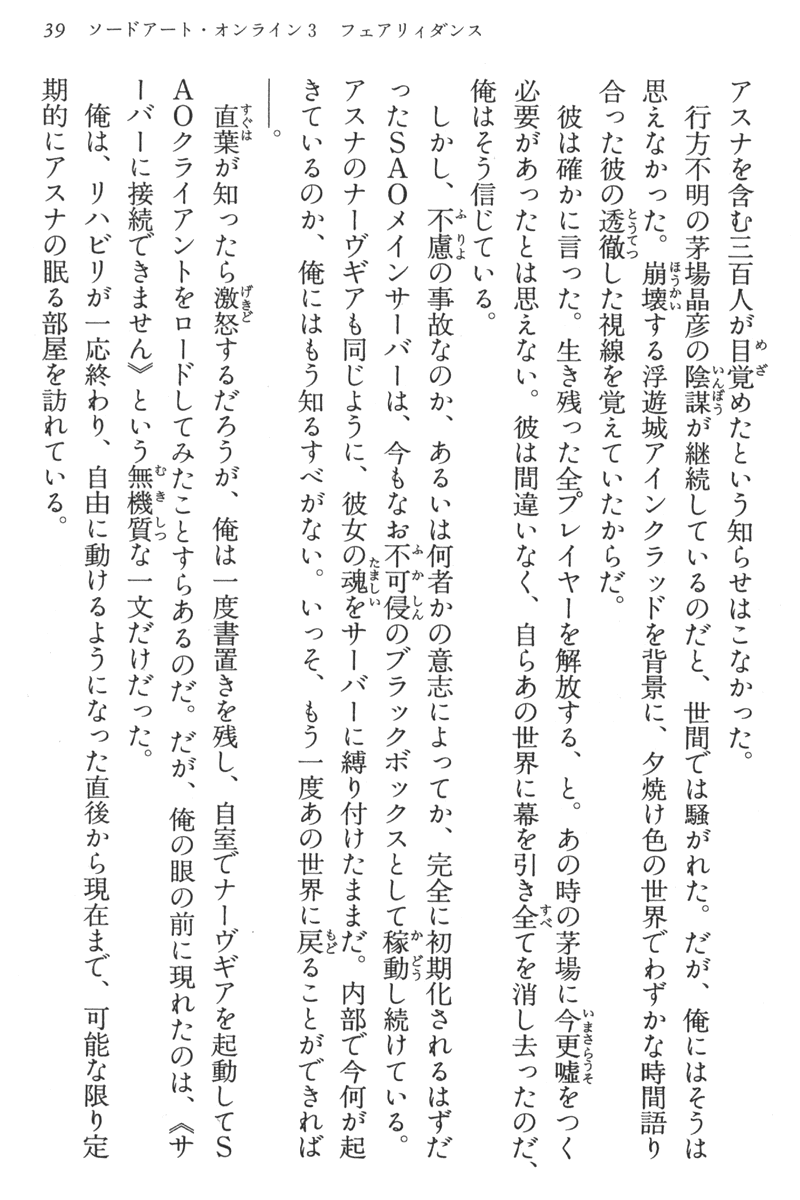 39　ソードアート・オンライン3　フェアリィダンス
アスナを含む三百人が目覚めたという知らせはこなかった。
　行方不明の茅場晶彦の陰謀が継続しているのだと、世間では騒がれた。だが、俺にはそうは
思えなかった。崩壊する浮遊城アインクラッドを背景に、夕焼け色の世界でわずかな時間語り
合った彼の透徹した視線を覚えていたからだ。
　彼は確かに言った。生き残った全プレイヤーを解放する、と。あの時の茅場に今更嘘をつく
必要があったとは思えない。彼は間違いなく、自らあの世界に幕を引き全てを消し去ったのだ、
俺はそう信じている。
　しかし、不慮の事故なのか、あるいは何者かの意志によってか、完全に初期化されるはずだ
ったＳＡＯメインサーバーは、今もなお不可侵のブラックボックスとして稼動し続けている。
アスナのナーヴギアも同じように、彼女の魂をサーバーに縛り付けたままだ。内部で今何が起
きているのか、俺にはもう知るすべがない。いっそ、もう一度あの世界に戻ることができれば
――。
　直葉が知ったら激怒するだろうが、俺は一度書置きを残し、自室でナーヴギアを起動してＳ
ＡＯクライアントをロードしてみたことすらあるのだ。だが、俺の眼の前に現れたのは、《サ
ーバーに接続できません》という無機質な一文だけだった。
　俺は、リハビリが一応終わり、自由に動けるようになった直後から現在まで、可能な限り定
期的にアスナの眠る部屋を訪れている。